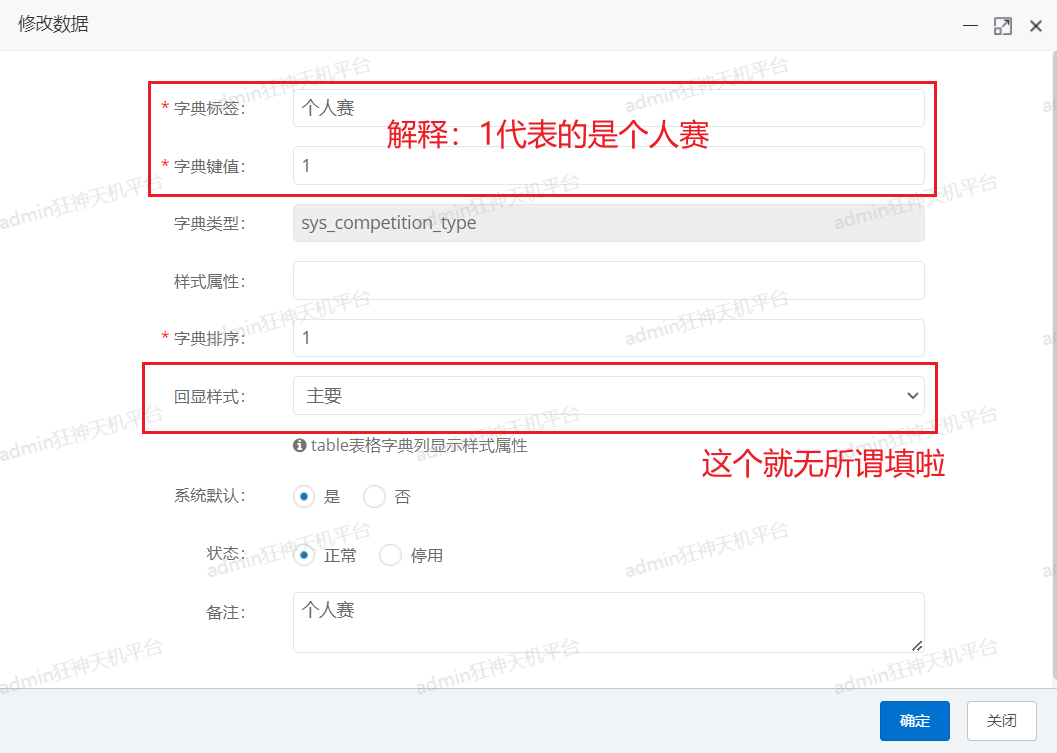 修改数据
* 字典标签：
个人赛
解释：1代表的是个人赛
* 字典键值：
1
字典类型：
sys_competition_type
样式属性：
* 字典排序：
1
回显样式：
主要
table表格字典列显示样式属性
这个就无所谓填啦
系统默认：
是 否
状态：
正常 停用
备注：
个人赛
确定 关闭
admin狂神天机平台